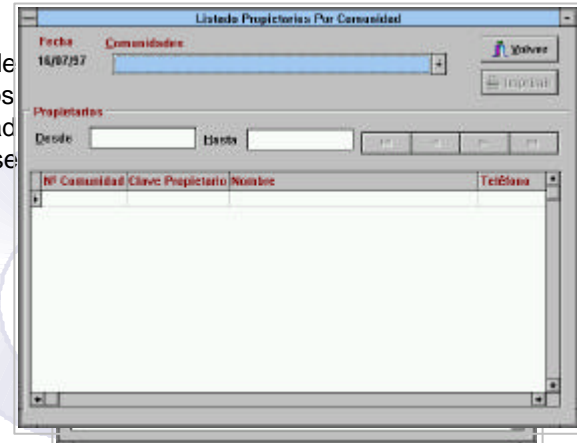 Listado Propietarios Por Comunidad
Fecha Comunidades
16/07/97
Volver
Imprimir
Propietarios
Desde Hasta
Nº Comunidad Clave Propietario Nombre Teléfono